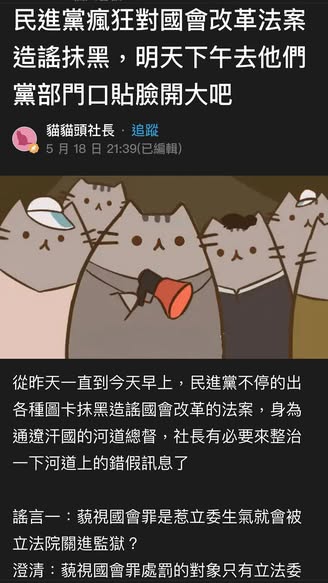 民進黨瘋狂對國會改革法案
造謠抹黑，明天下午去他們
黨部門口貼臉開大吧
貓貓頭社長 · 追蹤
5 月 18 日 21:39(已編輯)
從昨天一直到今天早上，民進黨不停的出
各種圖卡抹黑造謠國會改革的法案，身為
通遼汗國的河道總督，社長有必要來整治
一下河道上的錯假訊息了
謠言一：藐視國會罪是惹立委生氣就會被
立法院關進監獄？
澄清：藐視國會罪處罰的對象只有立法委